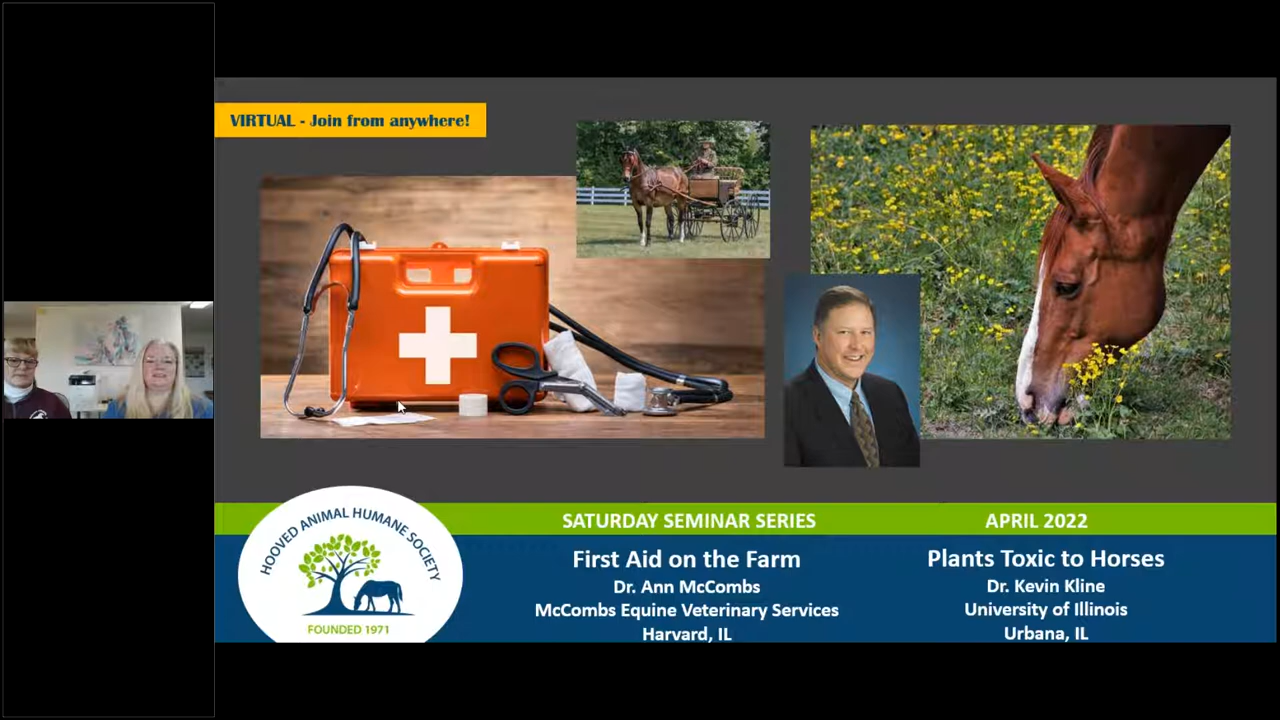 VIRTUAL - Join from anywhere!
HOOVED ANIMAL HUMANE SOCIETY
FOUNDED 1971
SATURDAY SEMINAR SERIES
First Aid on the Farm
Dr. Ann McCombs
McCombs Equine Veterinary Services
Harvard, IL
APRIL 2022
Plants Toxic to Horses
Dr. Kevin Kline
University of Illinois
Urbana, IL